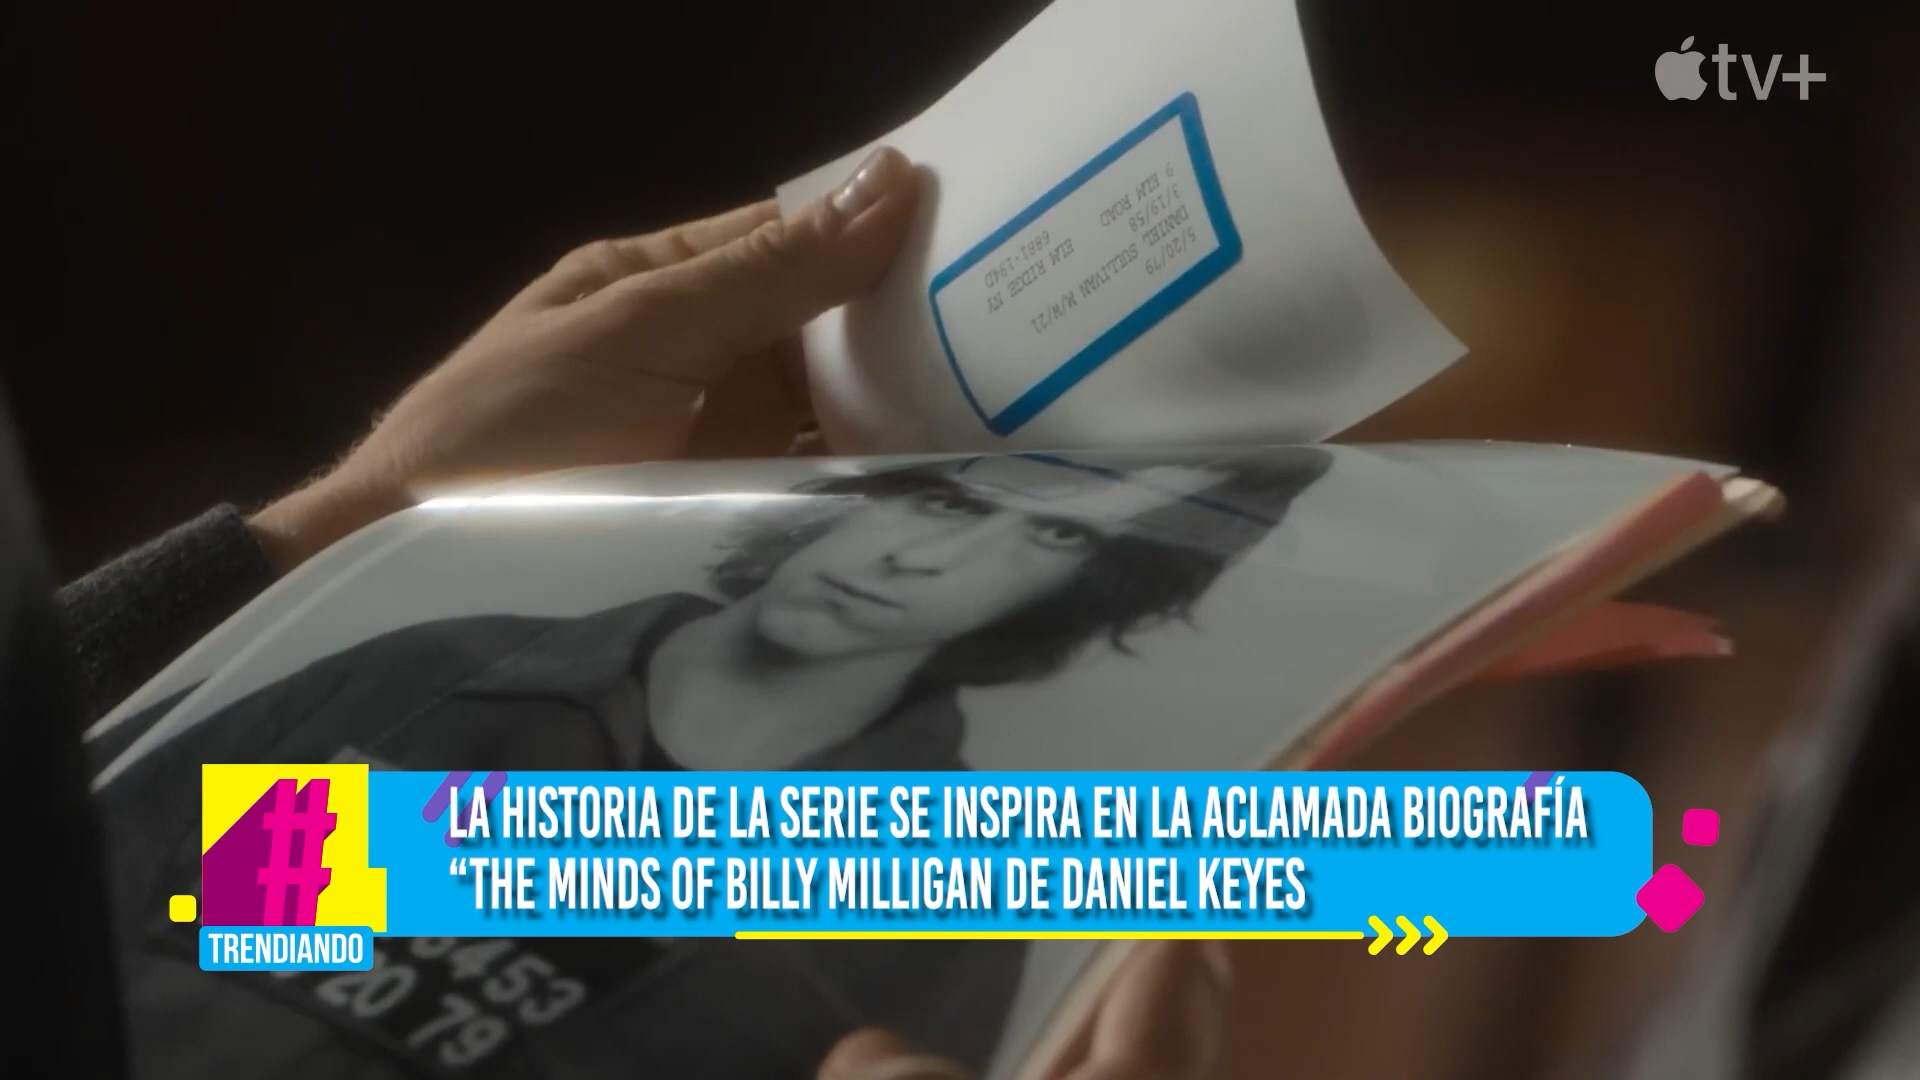 tv+
5/20/79
DANIEL SULLIVAN M/W/21
3/19/58
9 ELM ROAD ELM RIDGE NY
6881-194D
LA HISTORIA DE LA SERIE SE INSPIRA EN LA ACLAMADA BIOGRAFÍA
“THE MINDS OF BILLY MILLIGAN DE DANIEL KEYES
#
TRENDIANDO
20 79